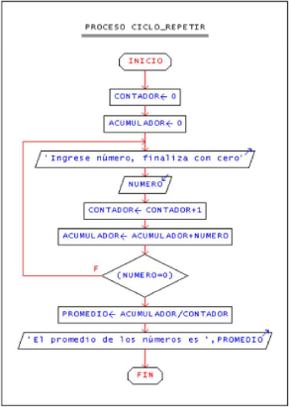 PROCESO CICLO_REPETIR
INICIO
CONTADOR← 0
ACUMULADOR← 0
'Ingrese número, finaliza con cero'
NUMERO
CONTADOR← CONTADOR+1
ACUMULADOR← ACUMULADOR+NUMERO
F
(NUMERO=0)
PROMEDIO← ACUMULADOR/CONTADOR
'El promedio de los números es ',PROMEDIO
FIN